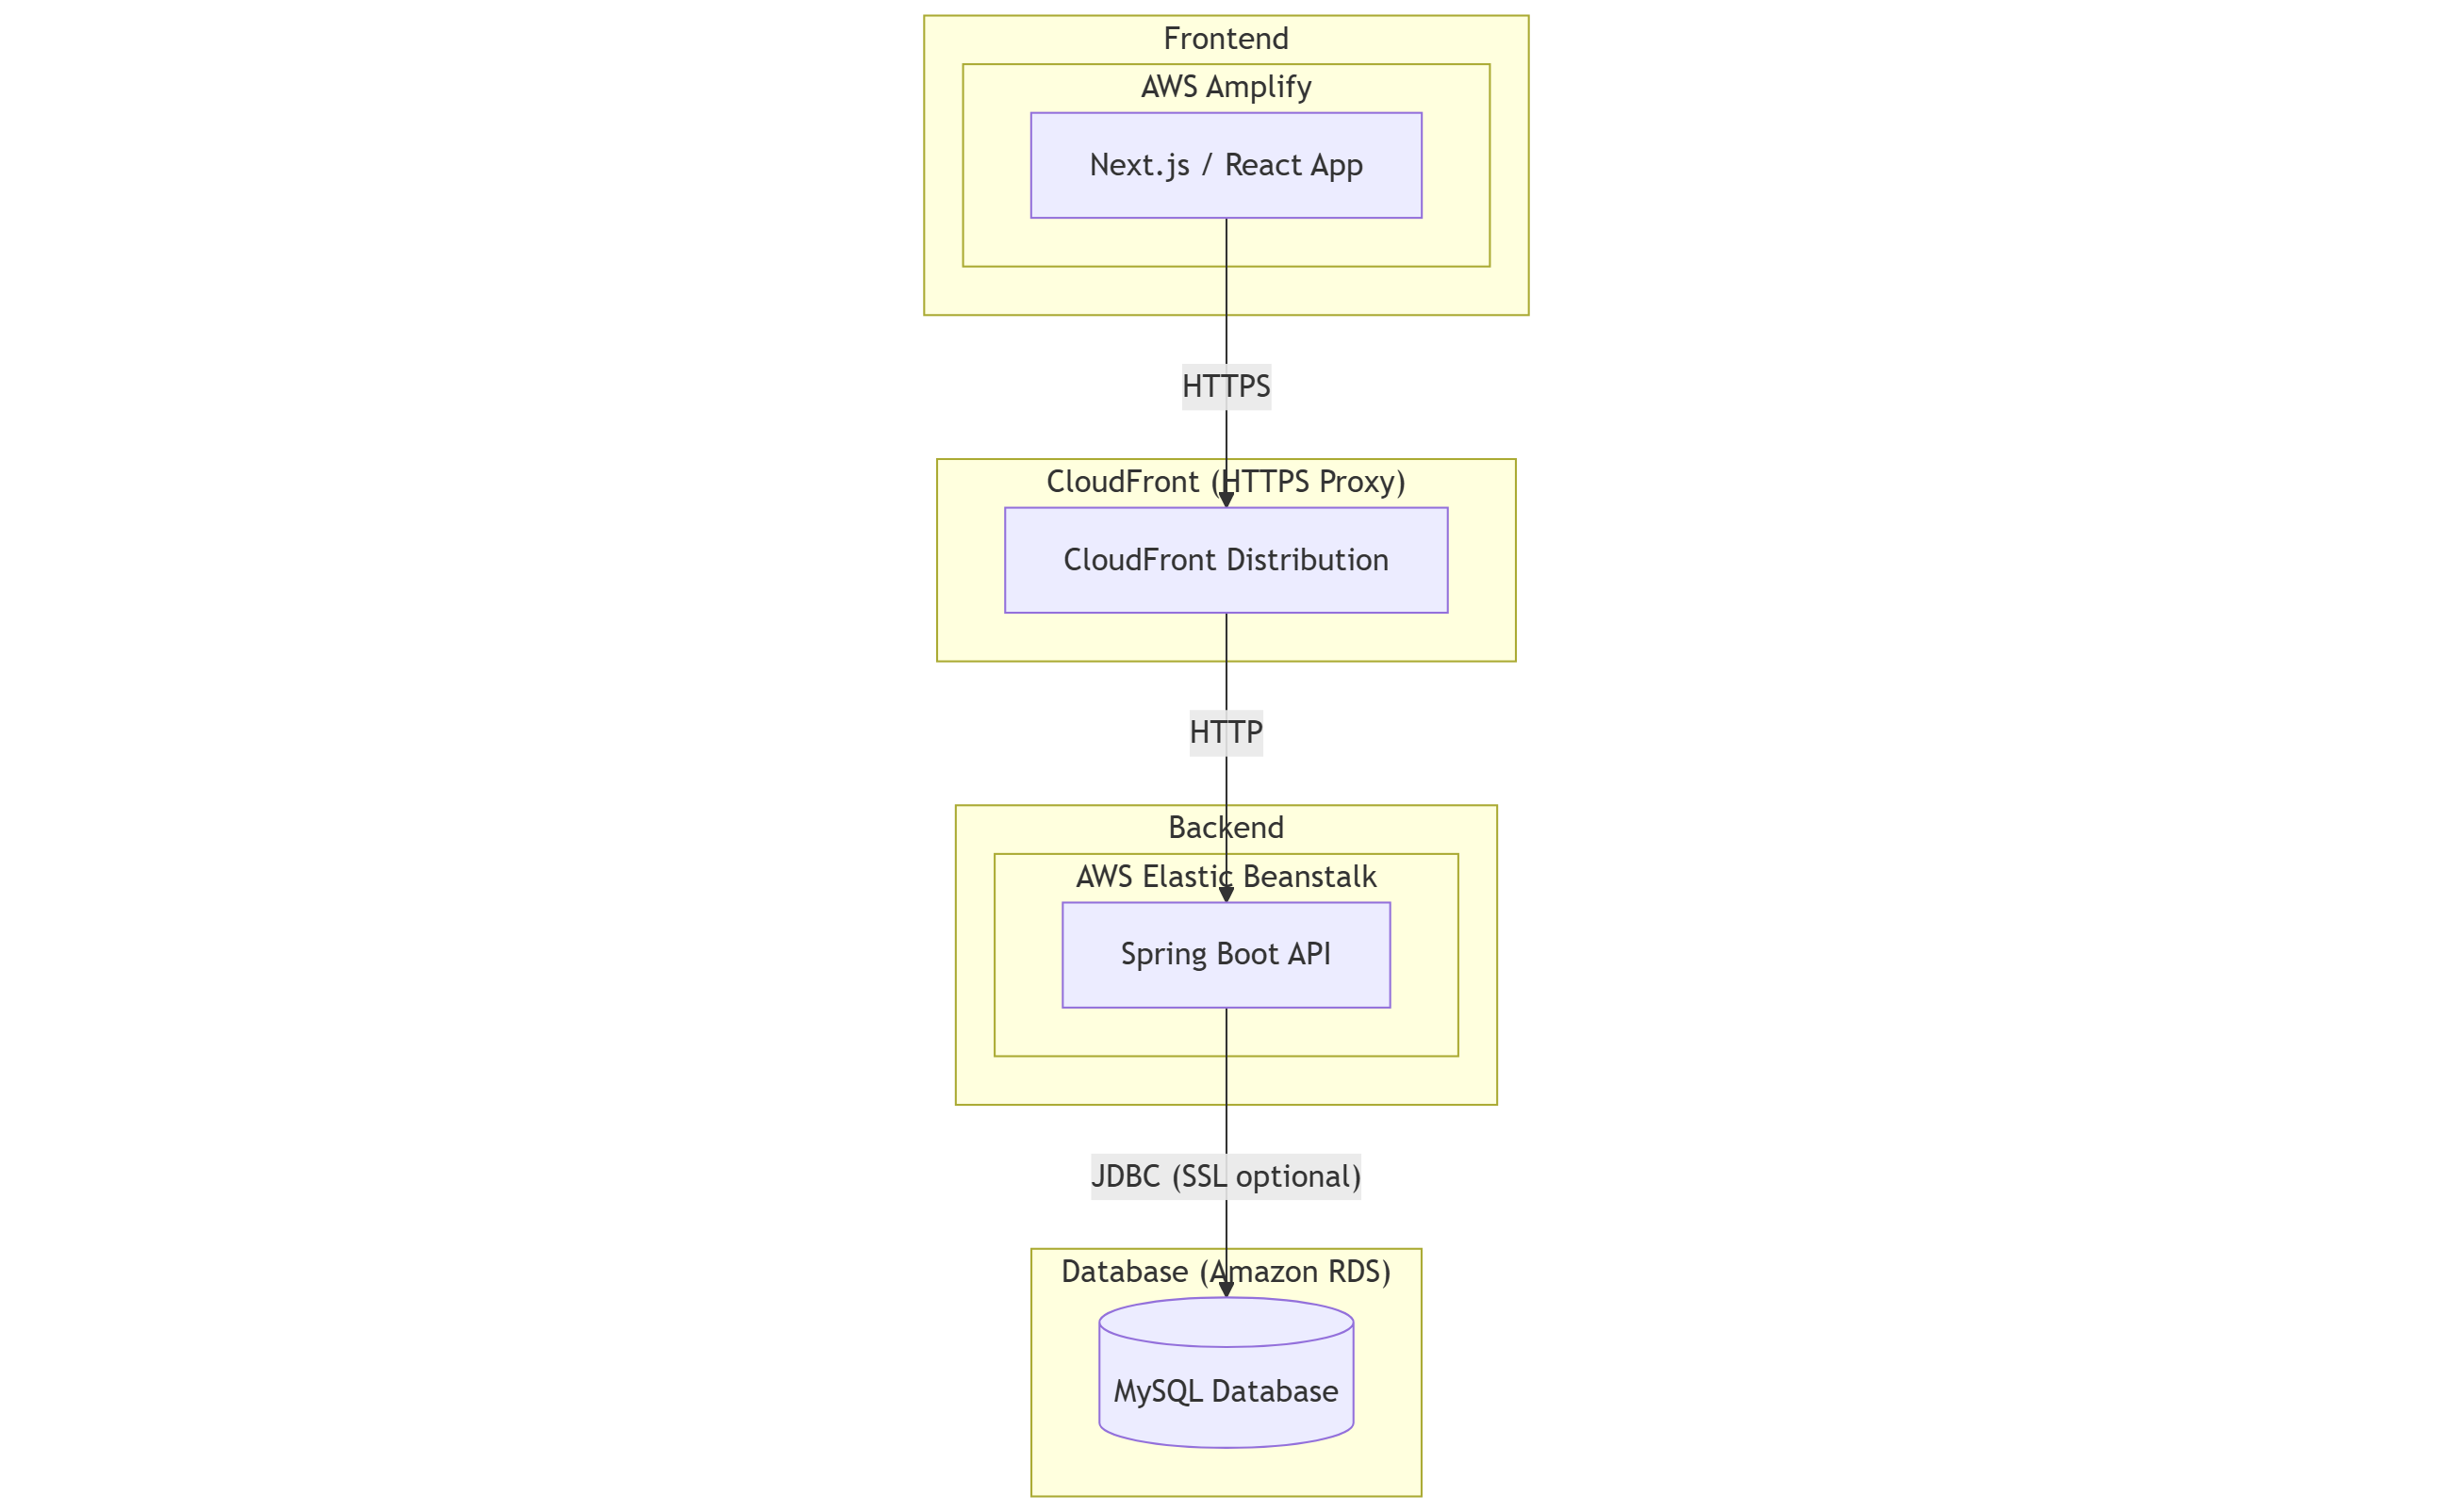 Frontend
AWS Amplify
Next.js / React App
HTTPS
CloudFront (HTTPS Proxy)
CloudFront Distribution
HTTP
Backend
AWS Elastic Beanstalk
Spring Boot API
JDBC (SSL optional)
Database (Amazon RDS)
MySQL Database